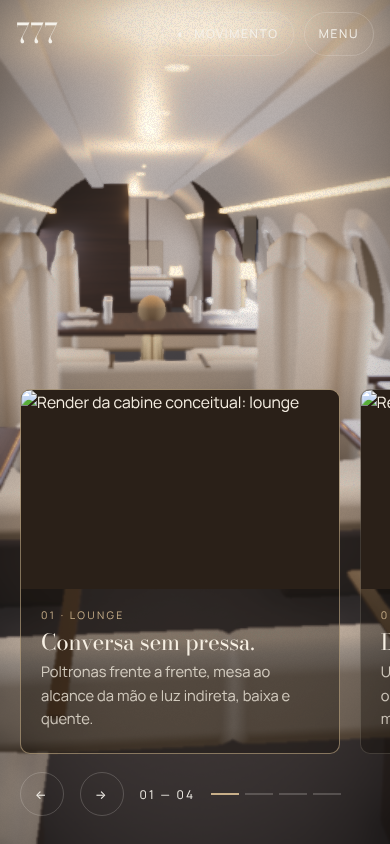 777
MOVIMENTO
MENU
Render da cabine conceitual: lounge
Re
01 · LOUNGE
Conversa sem pressa.
Poltronas frente a frente, mesa ao
alcance da mão e luz indireta, baixa e
quente.
← → 01 — 04